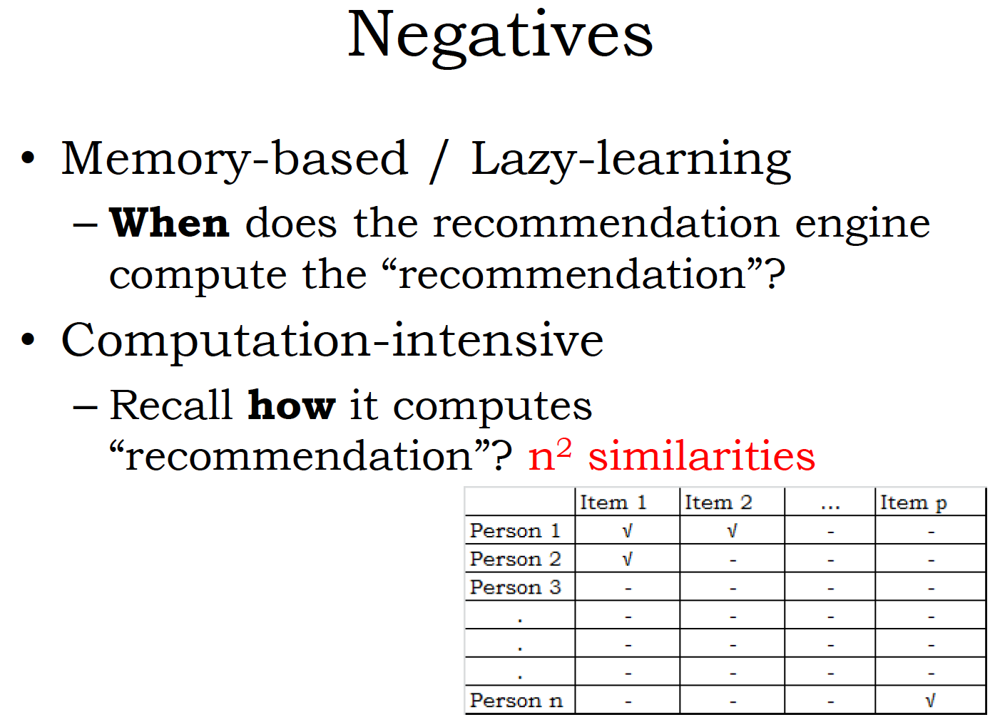 Negatives
• Memory-based / Lazy-learning
– When does the recommendation engine
compute the “recommendation”?
• Computation-intensive
– Recall how it computes
“recommendation”? n² similarities
Item 1 Item 2 ... Item p
Person 1 √ √ - -
Person 2 √ - - -
Person 3 - - - -
. - - - -
. - - - -
. - - - -
Person n - - - √